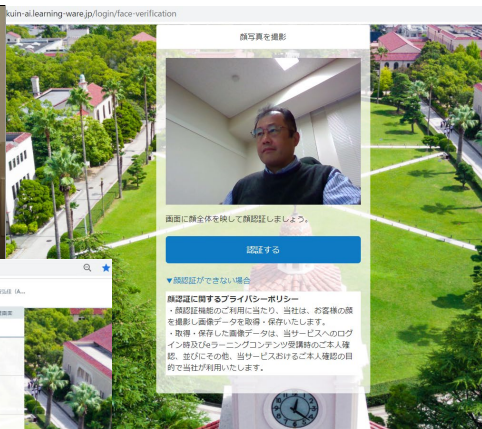 kuin-ai.learning-ware.jp/login/face-verification
顔写真を撮影
画面に顔全体を映して顔認証しましょう。
認証する
▼顔認証ができない場合
顔認証に関するプライバシーポリシー
・顔認証機能のご利用に当たり、当社は、お客様の顔
を撮影し画像データを取得・保存いたします。
・取得・保存した画像データは、当サービスへのログ
イン時及びeラーニングコンテンツ受講時のご本人確
認、並びにその他、当サービスおけるご本人確認の目
的で当社が利用いたします。